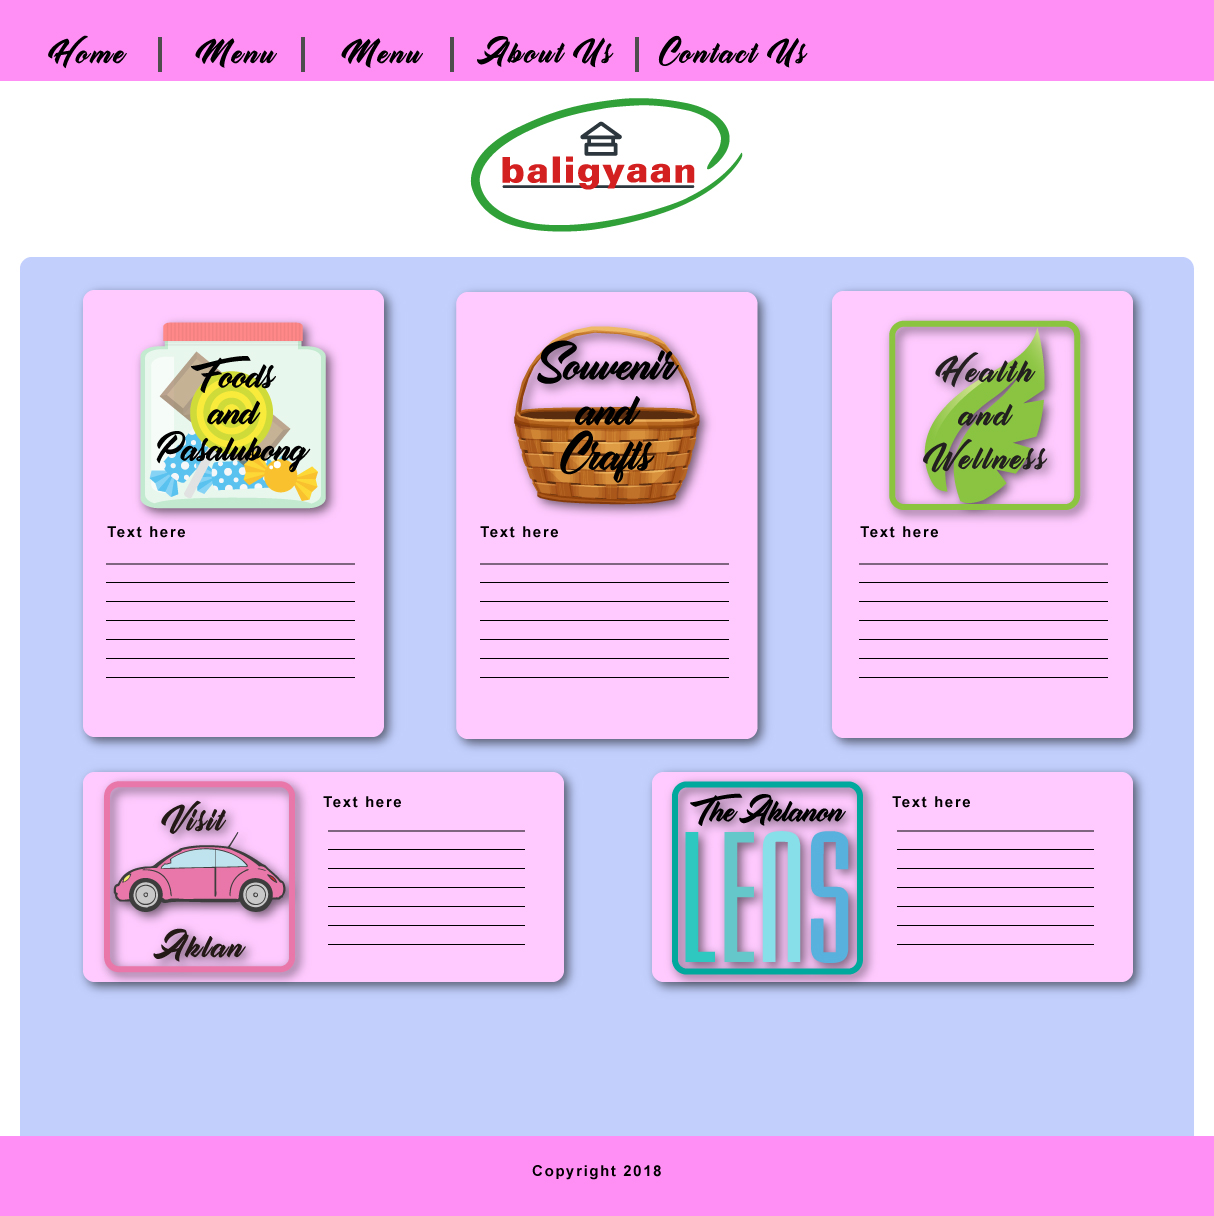 Home | Menu | Menu | About Us | Contact Us
baligyaan
Foods
and
Pasalubong
Text here
Souvenir
and
Crafts
Text here
Health
and
Wellness
Text here
Visit
Aklan
Text here
The Aklanon
LENS
Text here
Copyright 2018